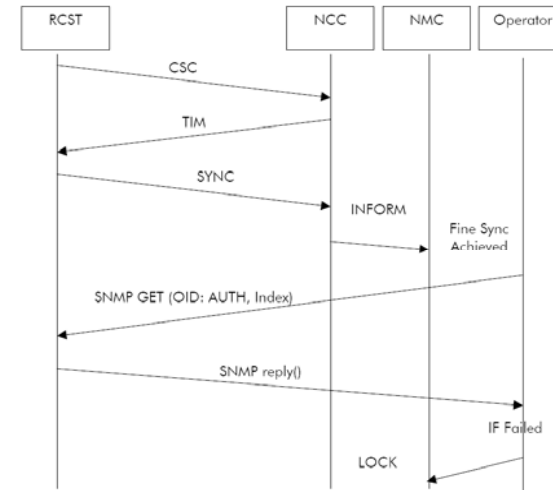 RCST
NCC
NMC
Operator
CSC
TIM
SYNC
INFORM
Fine Sync
Achieved
SNMP GET (OID: AUTH, Index)
SNMP reply()
IF Failed
LOCK